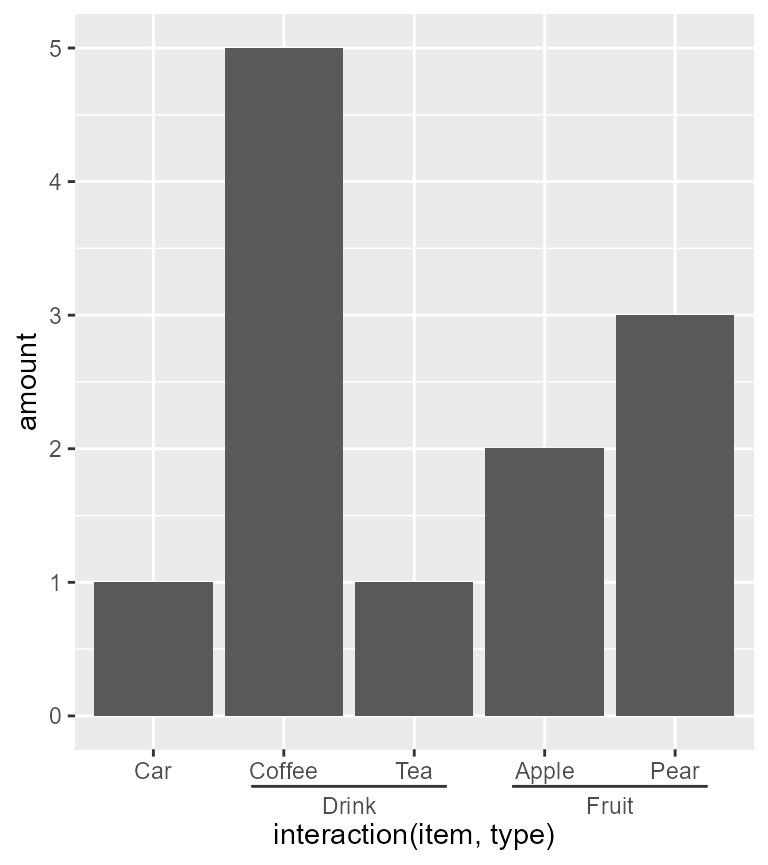 amount
5
4
3
2
1
0
Car Coffee Tea Apple Pear
Drink Fruit
interaction(item, type)